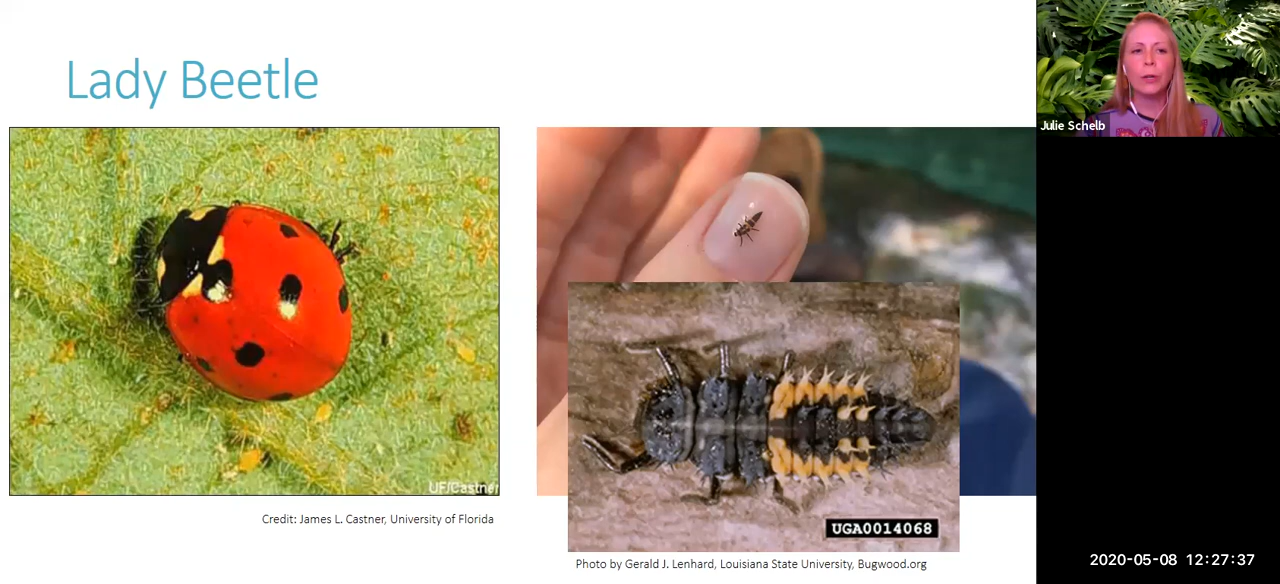 Lady Beetle
UF/Castner
Credit: James L. Castner, University of Florida
UGA0014068
Photo by Gerald J. Lenhard, Louisiana State University, Bugwood.org
Julie Schelb
2020-05-08 12:27:37